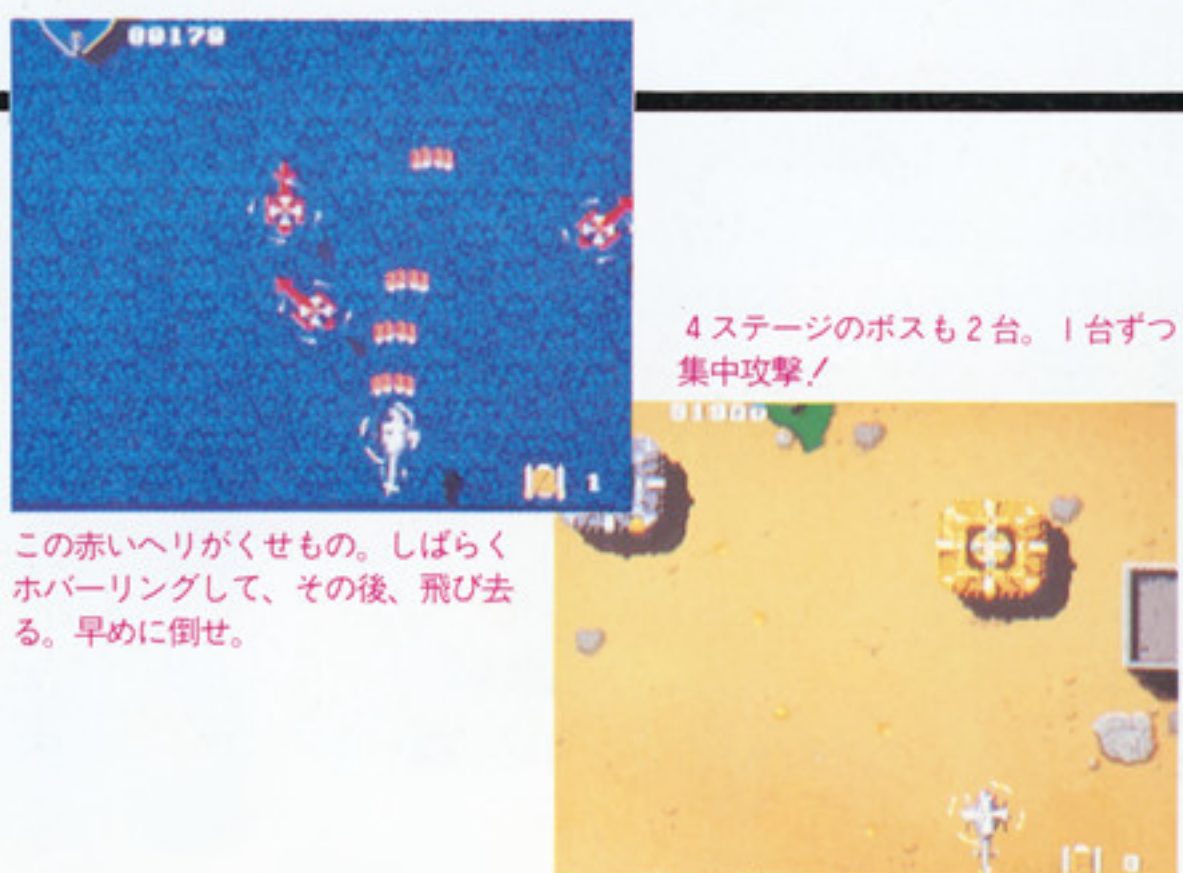 00170
1
4ステージのボスも2台。1台ずつ
集中攻撃!
この赤いヘリがくせもの。しばらく
ホバーリングして、その後、飛び去
る。早めに倒せ。
0